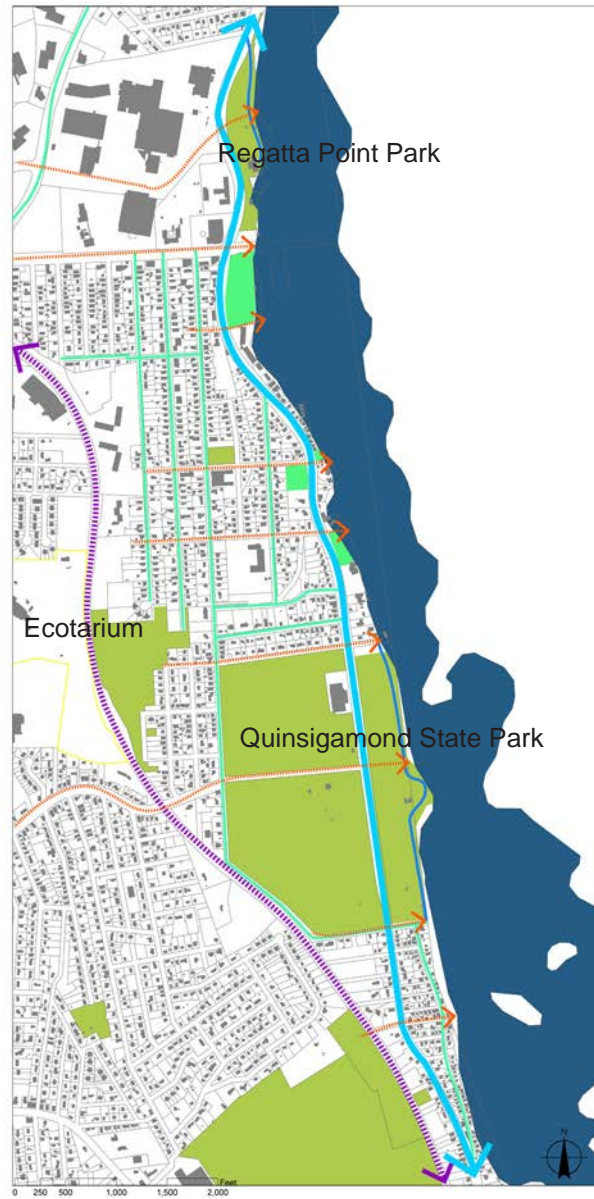 Regatta Point Park
Ecotarium
Quinsigamond State Park
N
Feet
0 250 500 1,000 1,500 2,000